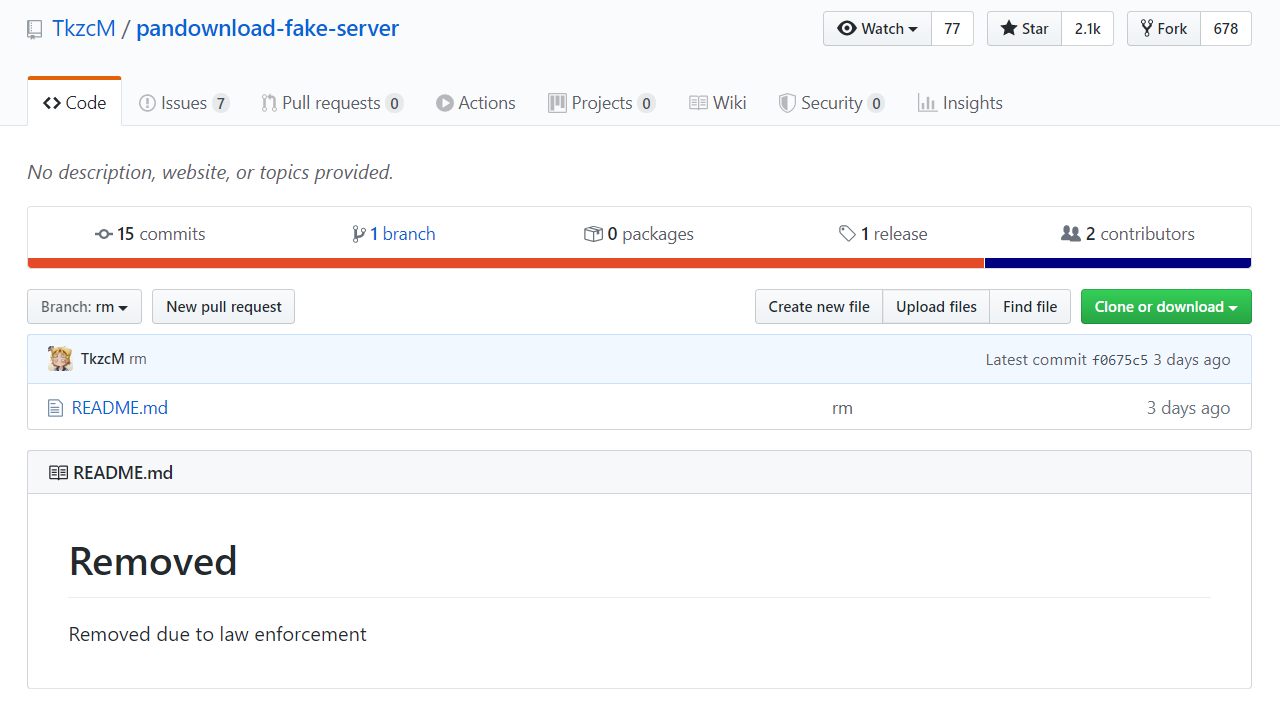 TkzcM / pandownload-fake-server
Watch 77 Star 2.1k Fork 678
Code Issues 7 Pull requests 0 Actions Projects 0 Wiki Security 0 Insights
No description, website, or topics provided.
15 commits 1 branch 0 packages 1 release 2 contributors
Branch: rm New pull request Create new file Upload files Find file Clone or download
TkzcM rm Latest commit f0675c5 3 days ago
README.md rm 3 days ago
README.md
Removed
Removed due to law enforcement